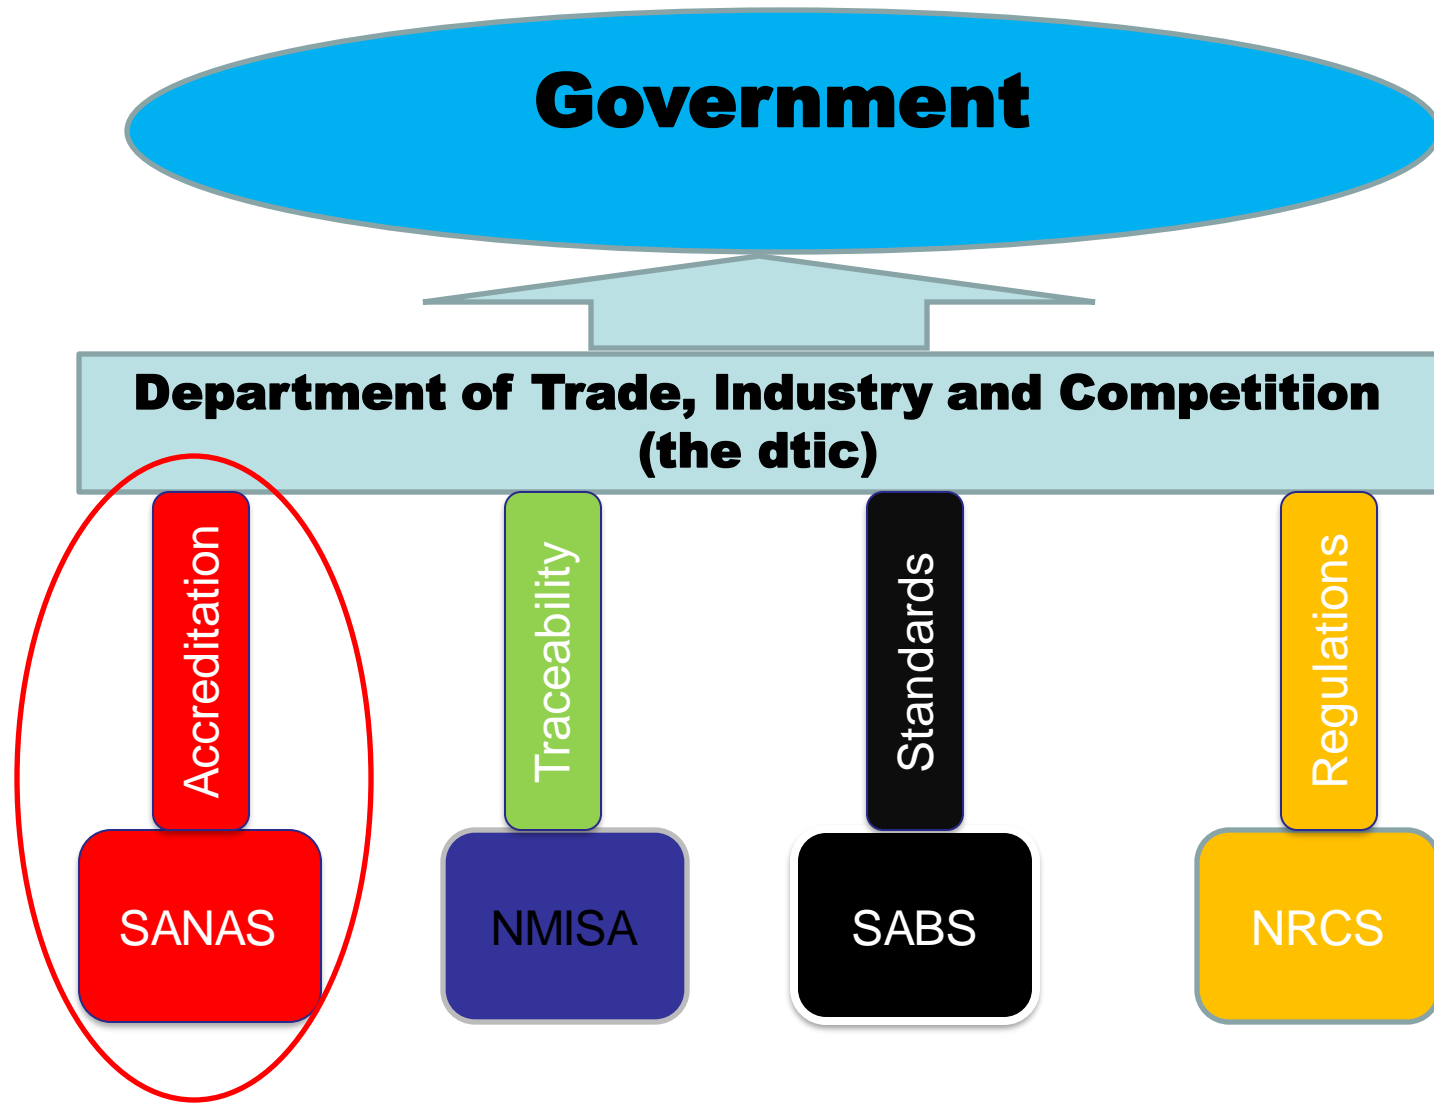 Government
Department of Trade, Industry and Competition
(the dtic)
Accreditation
Traceability
Standards
Regulations
SANAS
NMISA
SABS
NRCS